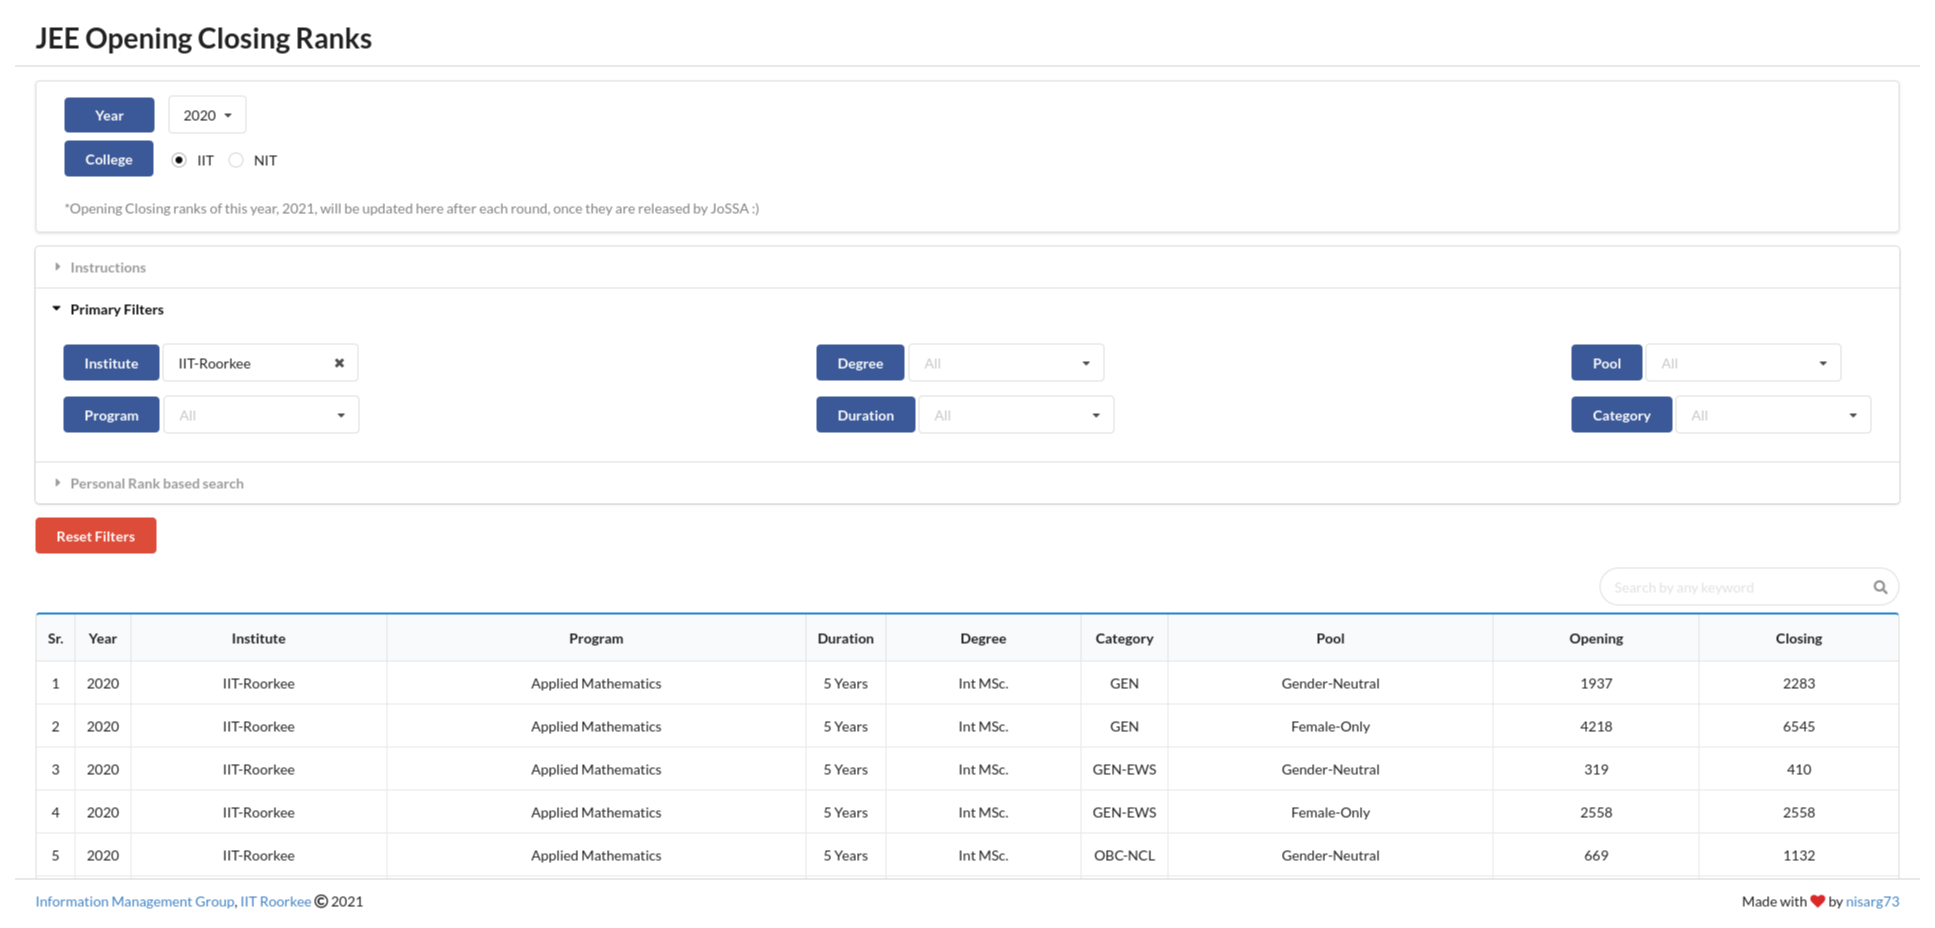 JEE Opening Closing Ranks
Year 2020
College IIT NIT
*Opening Closing ranks of this year, 2021, will be updated here after each round, once they are released by JoSSA :)
Instructions
Primary Filters
Institute IIT-Roorkee Degree All Pool All
Program All Duration All Category All
Personal Rank based search
Reset Filters
Search by any keyword
Sr. Year Institute Program Duration Degree Category Pool Opening Closing
1 2020 IIT-Roorkee Applied Mathematics 5 Years Int MSc. GEN Gender-Neutral 1937 2283
2 2020 IIT-Roorkee Applied Mathematics 5 Years Int MSc. GEN Female-Only 4218 6545
3 2020 IIT-Roorkee Applied Mathematics 5 Years Int MSc. GEN-EWS Gender-Neutral 319 410
4 2020 IIT-Roorkee Applied Mathematics 5 Years Int MSc. GEN-EWS Female-Only 2558 2558
5 2020 IIT-Roorkee Applied Mathematics 5 Years Int MSc. OBC-NCL Gender-Neutral 669 1132
Information Management Group, IIT Roorkee © 2021 Made with ❤ by nisarg73